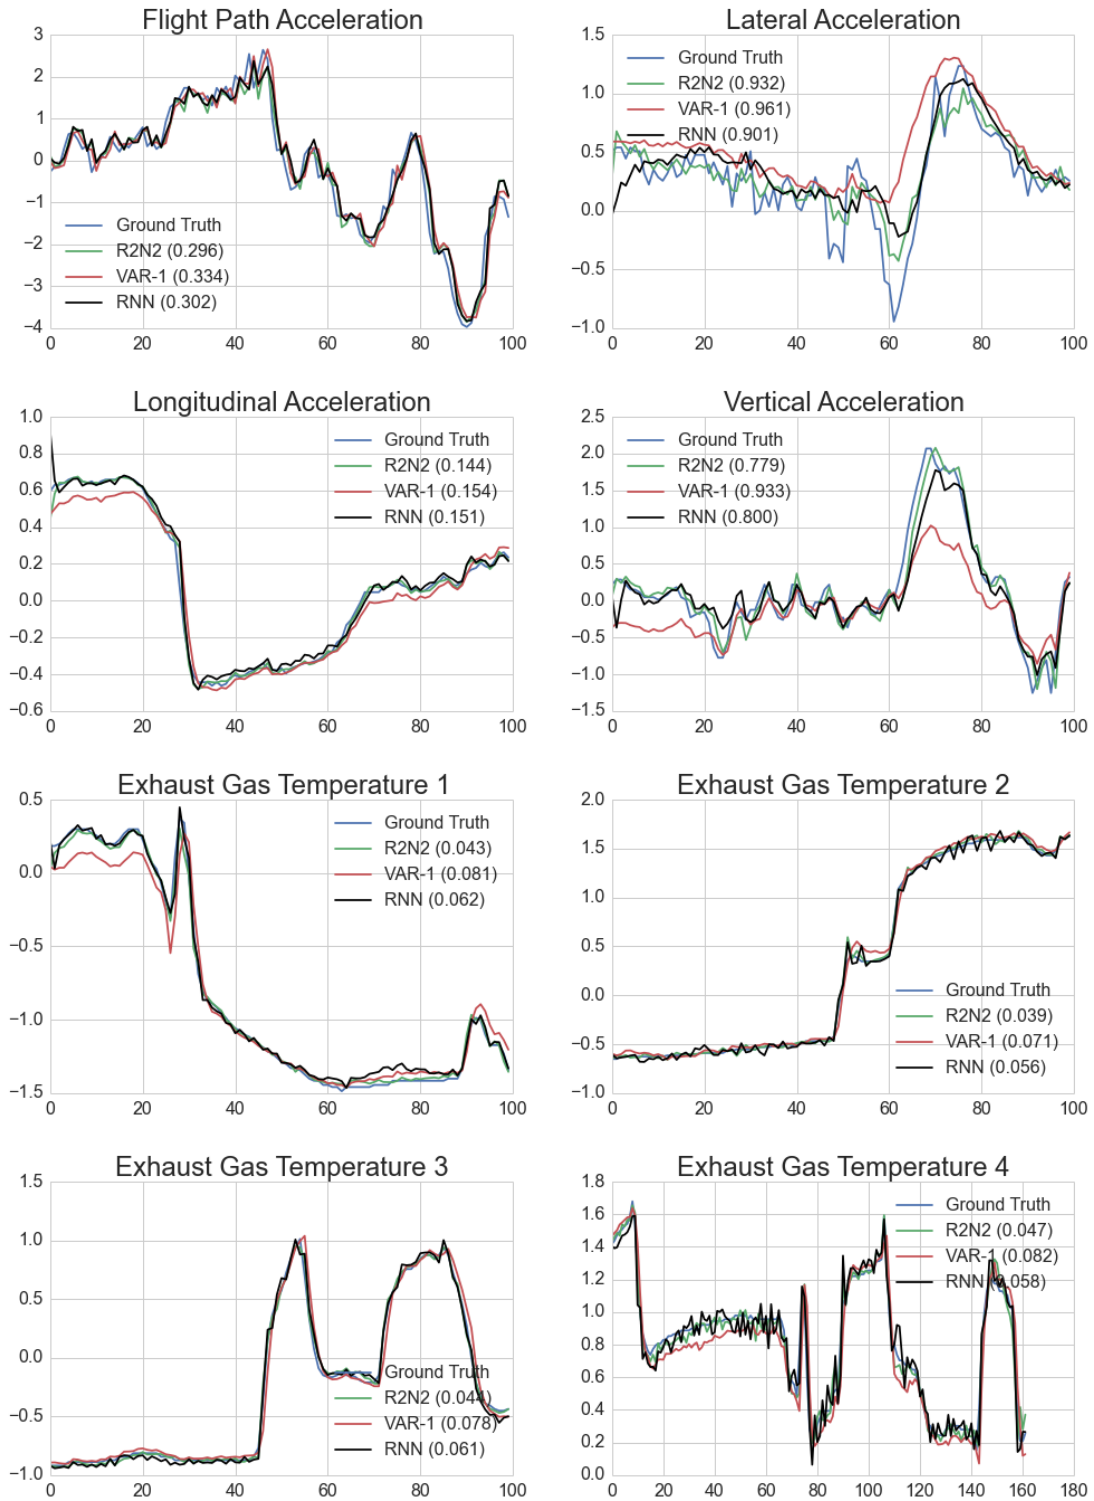 Flight Path Acceleration
3
2
1
0
−1
−2
−3
−4
Ground Truth
R2N2 (0.296)
VAR-1 (0.334)
RNN (0.302)
0 20 40 60 80 100
Lateral Acceleration
1.5
1.0
0.5
0.0
−0.5
−1.0
Ground Truth
R2N2 (0.932)
VAR-1 (0.961)
RNN (0.901)
0 20 40 60 80 100
Longitudinal Acceleration
1.0
0.8
0.6
0.4
0.2
0.0
−0.2
−0.4
−0.6
Ground Truth
R2N2 (0.144)
VAR-1 (0.154)
RNN (0.151)
0 20 40 60 80 100
Vertical Acceleration
2.5
2.0
1.5
1.0
0.5
0.0
−0.5
−1.0
−1.5
Ground Truth
R2N2 (0.779)
VAR-1 (0.933)
RNN (0.800)
0 20 40 60 80 100
Exhaust Gas Temperature 1
0.5
0.0
−0.5
−1.0
−1.5
Ground Truth
R2N2 (0.043)
VAR-1 (0.081)
RNN (0.062)
0 20 40 60 80 100
Exhaust Gas Temperature 2
2.0
1.5
1.0
0.5
0.0
−0.5
−1.0
Ground Truth
R2N2 (0.039)
VAR-1 (0.071)
RNN (0.056)
0 20 40 60 80 100
Exhaust Gas Temperature 3
1.5
1.0
0.5
0.0
−0.5
−1.0
Ground Truth
R2N2 (0.044)
VAR-1 (0.078)
RNN (0.061)
0 20 40 60 80 100
Exhaust Gas Temperature 4
1.8
1.6
1.4
1.2
1.0
0.8
0.6
0.4
0.2
0.0
Ground Truth
R2N2 (0.047)
VAR-1 (0.082)
RNN (0.058)
0 20 40 60 80 100 120 140 160 180